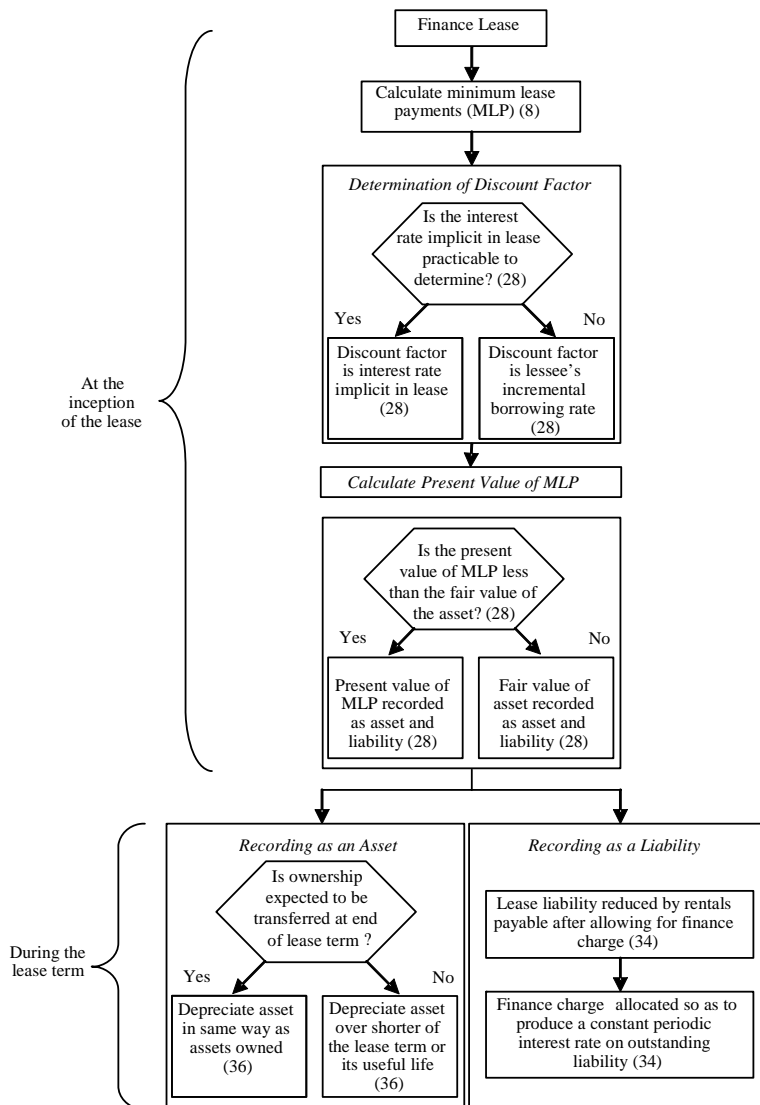 Finance Lease
Calculate minimum lease
payments (MLP) (8)
Determination of Discount Factor
Is the interest
rate implicit in lease
practicable to
determine? (28)
Yes
No
Discount factor
is interest rate
implicit in lease
(28)
Discount factor
is lessee’s
incremental
borrowing rate
(28)
At the
inception
of the lease
Calculate Present Value of MLP
Is the present
value of MLP less
than the fair value of
the asset? (28)
Yes
No
Present value of
MLP recorded
as asset and
liability (28)
Fair value of
asset recorded
as asset and
liability (28)
Recording as an Asset
Is ownership
expected to be
transferred at end
of lease term ?
Yes
No
Depreciate asset
in same way as
assets owned
(36)
Depreciate asset
over shorter of
the lease term or
its useful life
(36)
During the
lease term
Recording as a Liability
Lease liability reduced by rentals
payable after allowing for finance
charge (34)
Finance charge allocated so as to
produce a constant periodic
interest rate on outstanding
liability (34)